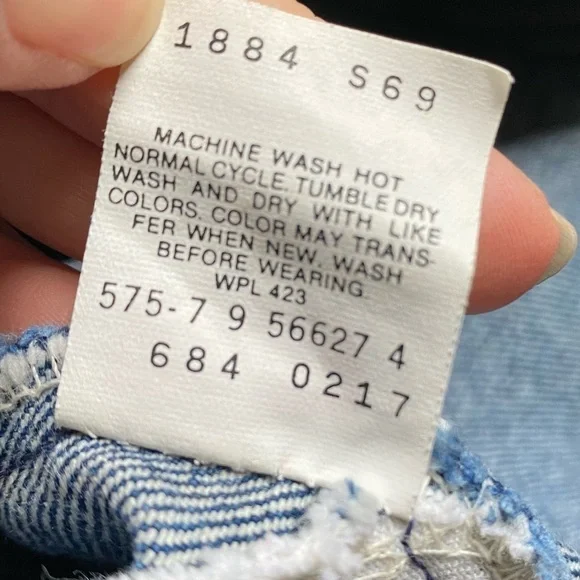 1884 S69
MACHINE WASH HOT
NORMAL CYCLE. TUMBLE DRY
WASH AND DRY WITH LIKE
COLORS. COLOR MAY TRANS-
FER WHEN NEW. WASH
BEFORE WEARING.
WPL 423
575-7 9 56627 4
684 0217